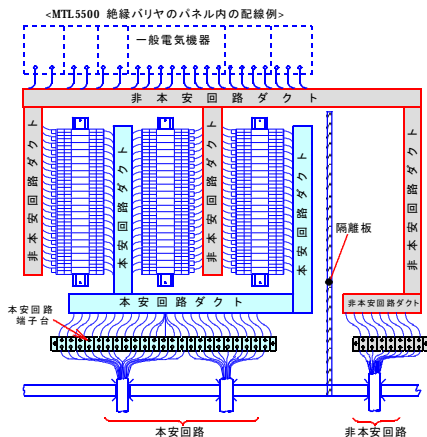 <MTL5500 絶縁バリヤのパネル内の配線例>
一般電気機器
非本安回路ダクト
非本安回路ダクト
本安回路ダクト
非本安回路ダクト
本安回路ダクト
非本安回路ダクト
隔離板
本安回路ダクト
非本安回路ダクト
本安回路
端子台
本安回路
非本安回路